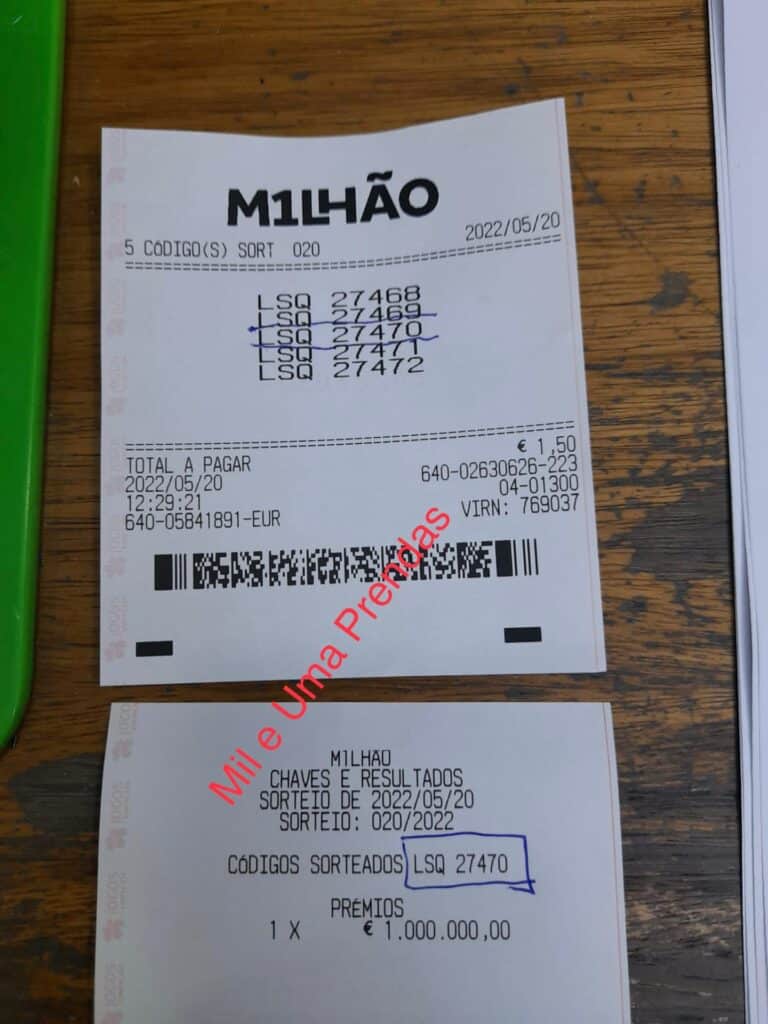 M1LHÃO
5 CÓDIGO(S) SORT 020 2022/05/20
LSQ 27468
LSQ 27469
LSQ 27470
LSQ 27471
LSQ 27472
€ 1,50
TOTAL A PAGAR 640-02630626-223
2022/05/20 04-01300
12:29:21 VIRN: 769037
640-05841891-EUR
Mil e Uma Prendas
M1LHÃO
CHAVES E RESULTADOS
SORTEIO DE 2022/05/20
SORTEIO: 020/2022
CÓDIGOS SORTEADOS LSQ 27470
PRÉMIOS
1 X € 1.000.000,00